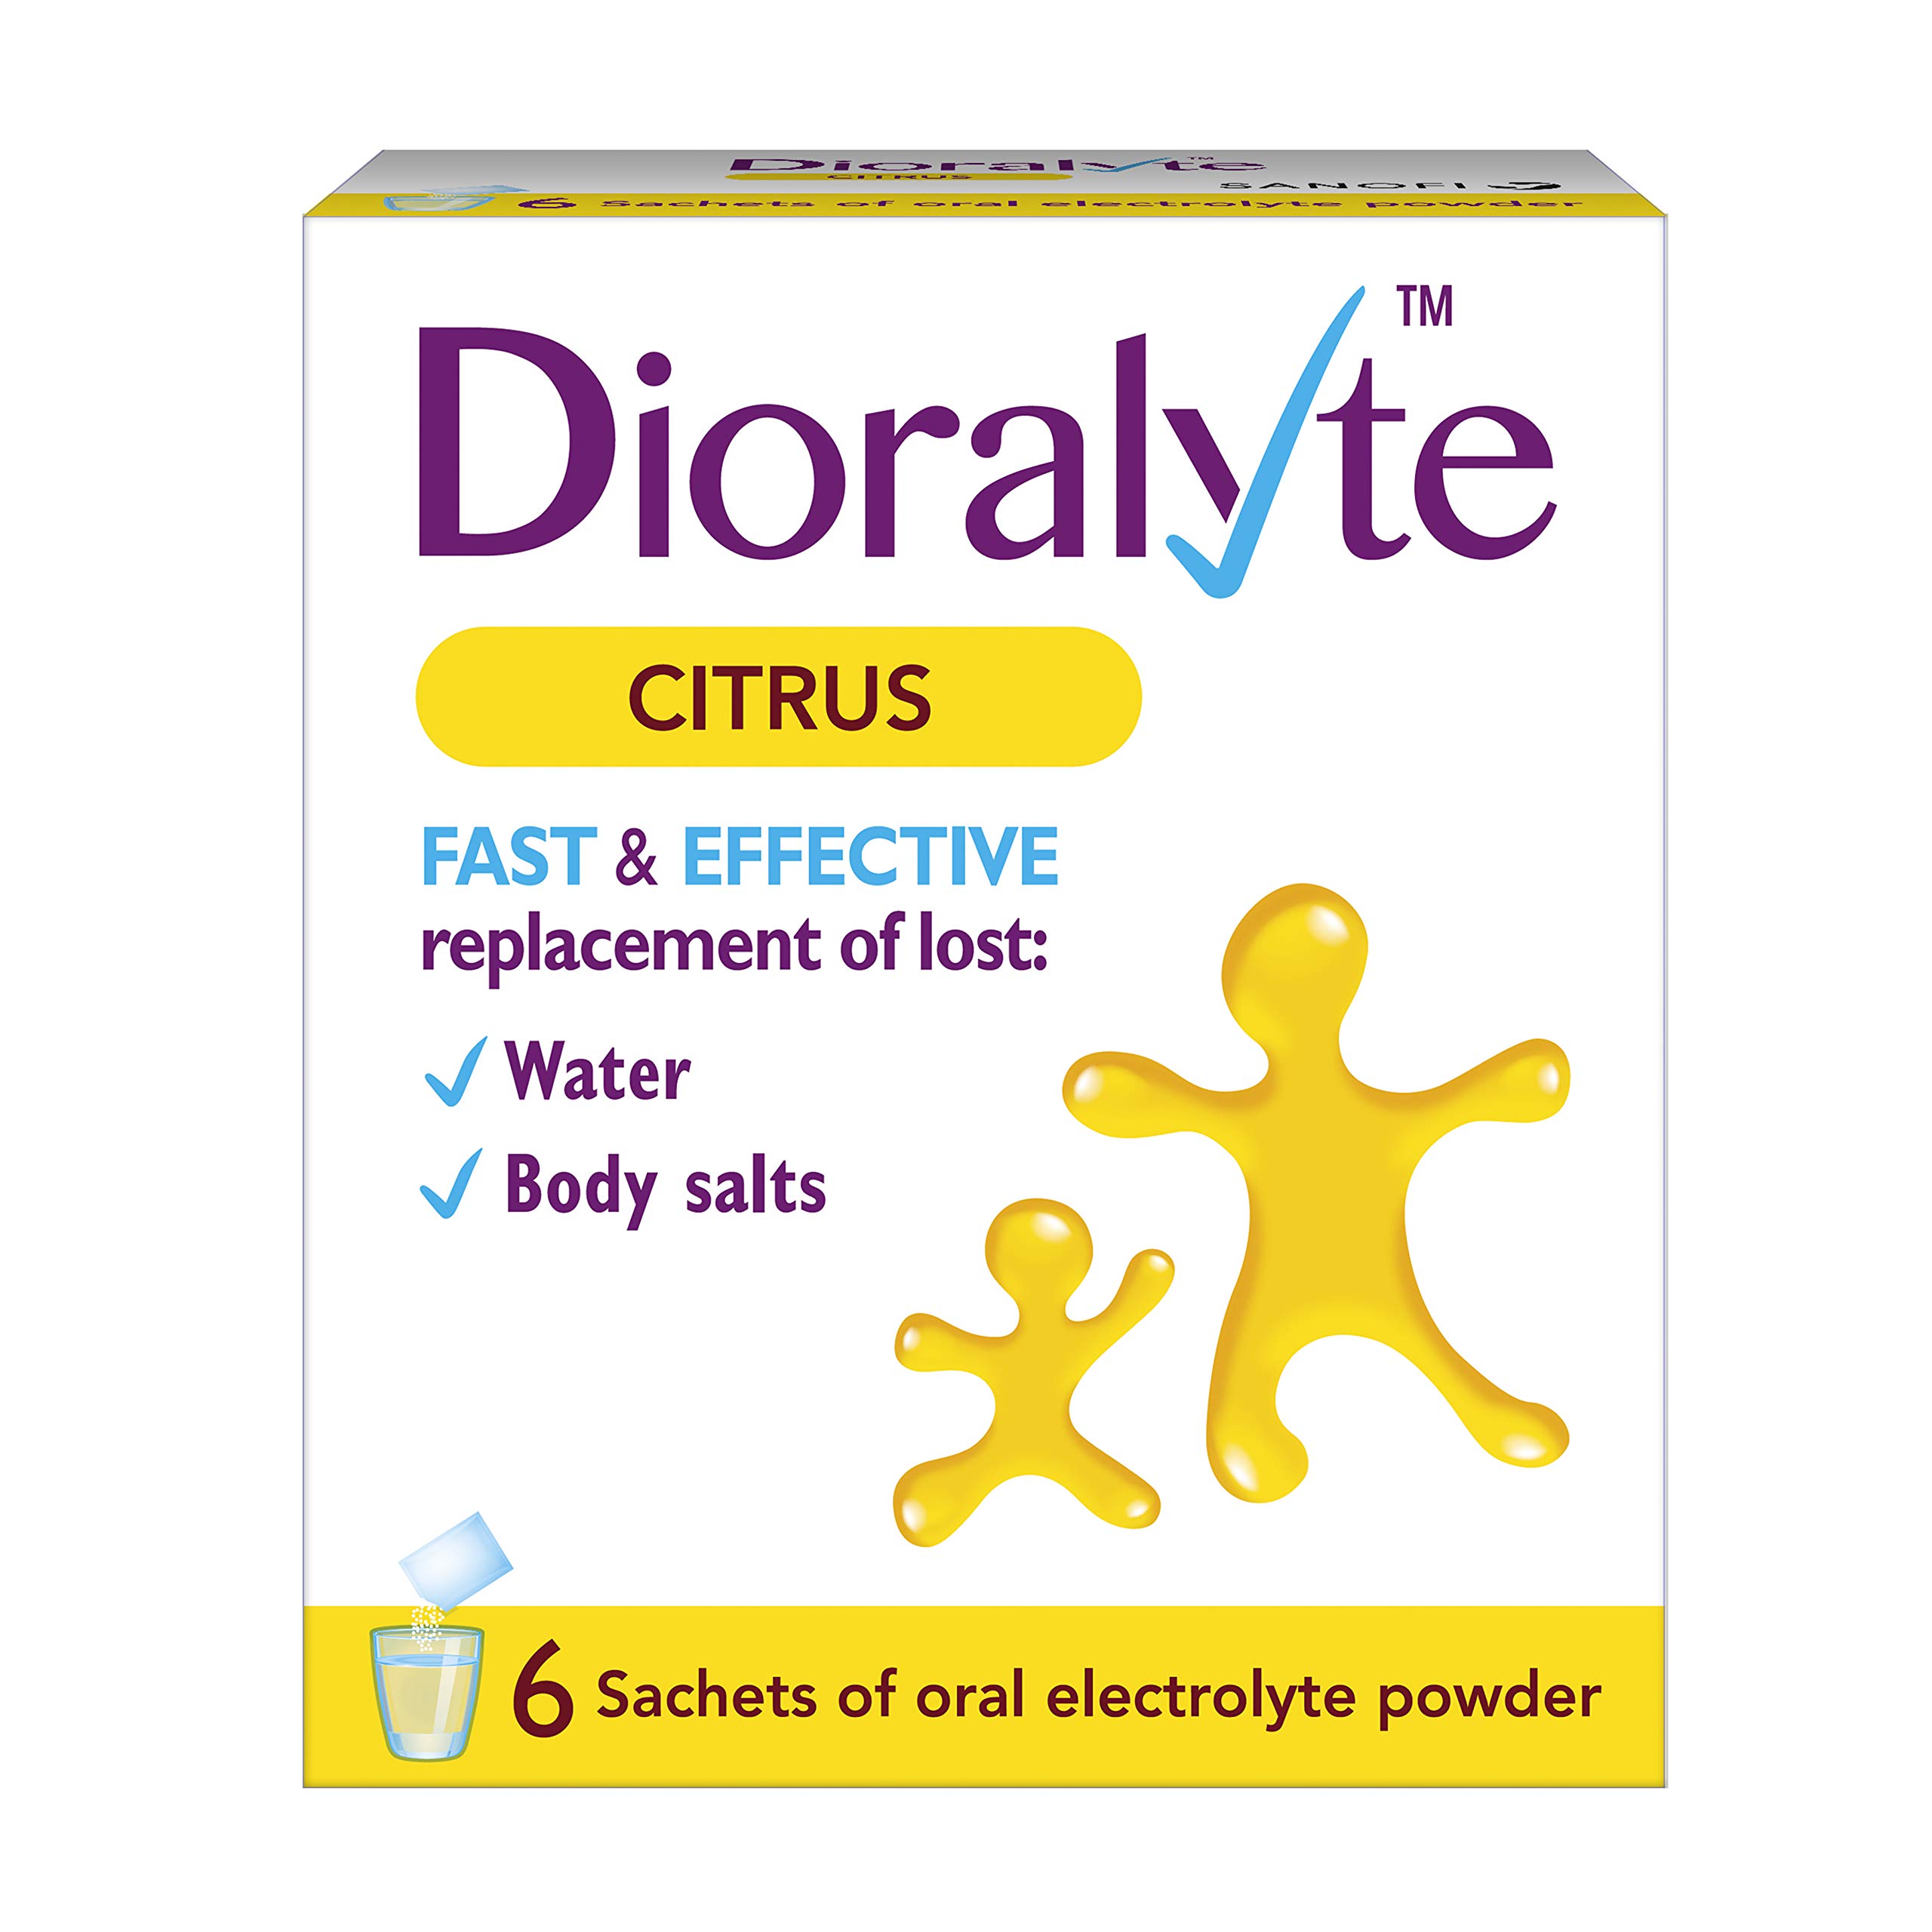 Dioralyte™
CITRUS
SANOFI
6 Sachets of oral electrolyte powder
Dioralyte™
CITRUS
FAST & EFFECTIVE
replacement of lost:
Water
Body salts
6 Sachets of oral electrolyte powder